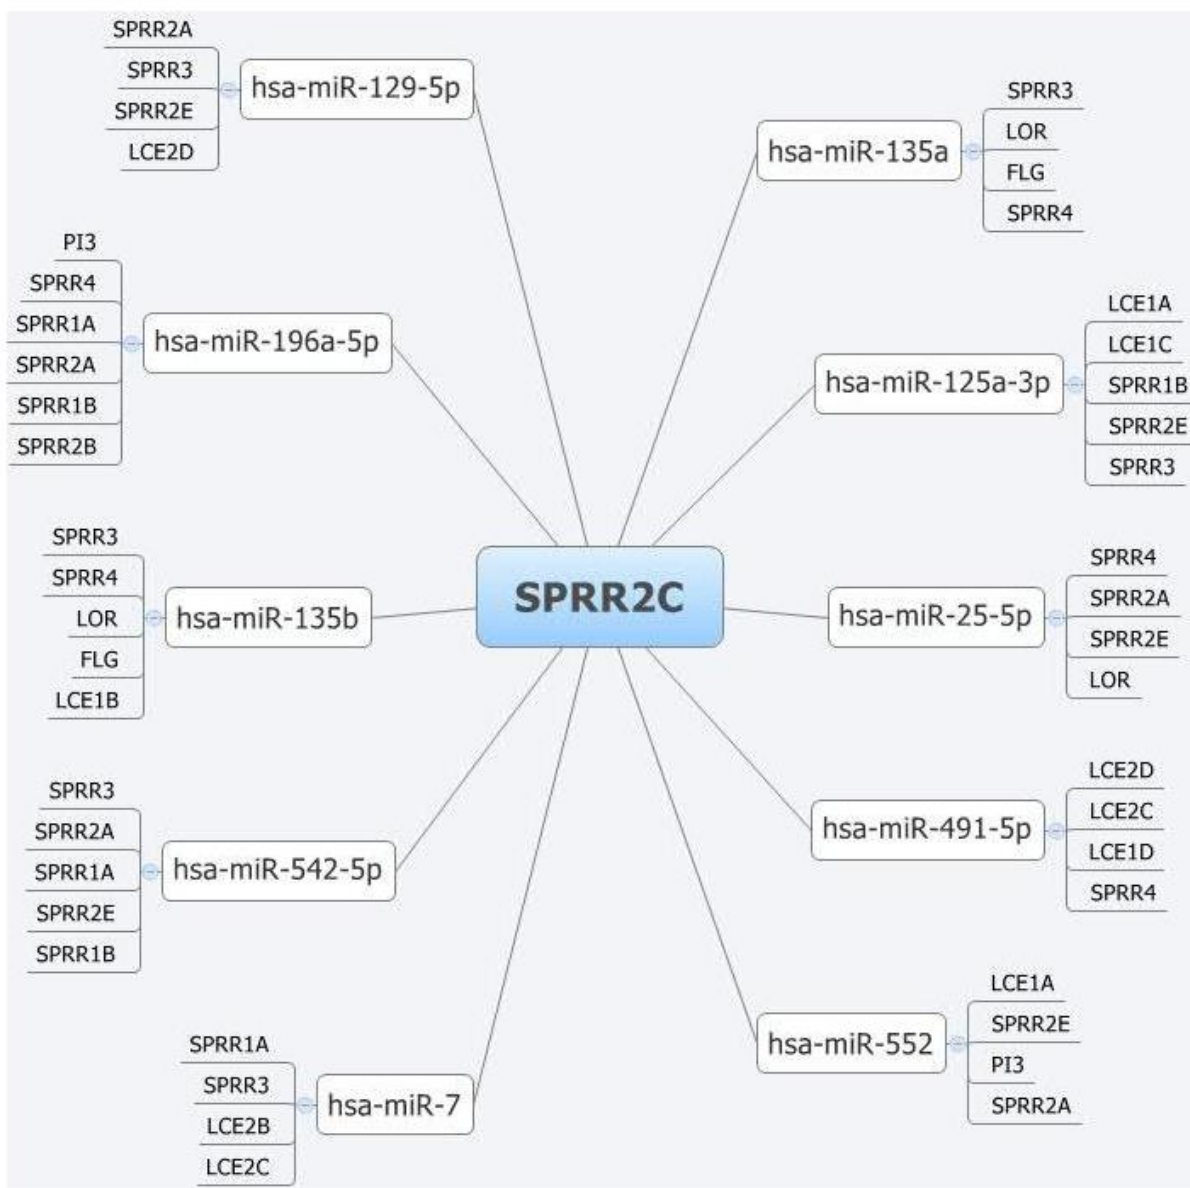 SPRR2A
SPRR3
SPRR2E
LCE2D
hsa-miR-129-5p
SPRR3
LOR
FLG
SPRR4
hsa-miR-135a
PI3
SPRR4
SPRR1A
SPRR2A
SPRR1B
SPRR2B
hsa-miR-196a-5p
LCE1A
LCE1C
SPRR1B
SPRR2E
SPRR3
hsa-miR-125a-3p
SPRR3
SPRR4
LOR
FLG
LCE1B
hsa-miR-135b
SPRR2C
hsa-miR-25-5p
SPRR4
SPRR2A
SPRR2E
LOR
SPRR3
SPRR2A
SPRR1A
SPRR2E
SPRR1B
hsa-miR-542-5p
hsa-miR-491-5p
LCE2D
LCE2C
LCE1D
SPRR4
SPRR1A
SPRR3
LCE2B
LCE2C
hsa-miR-7
hsa-miR-552
LCE1A
SPRR2E
PI3
SPRR2A